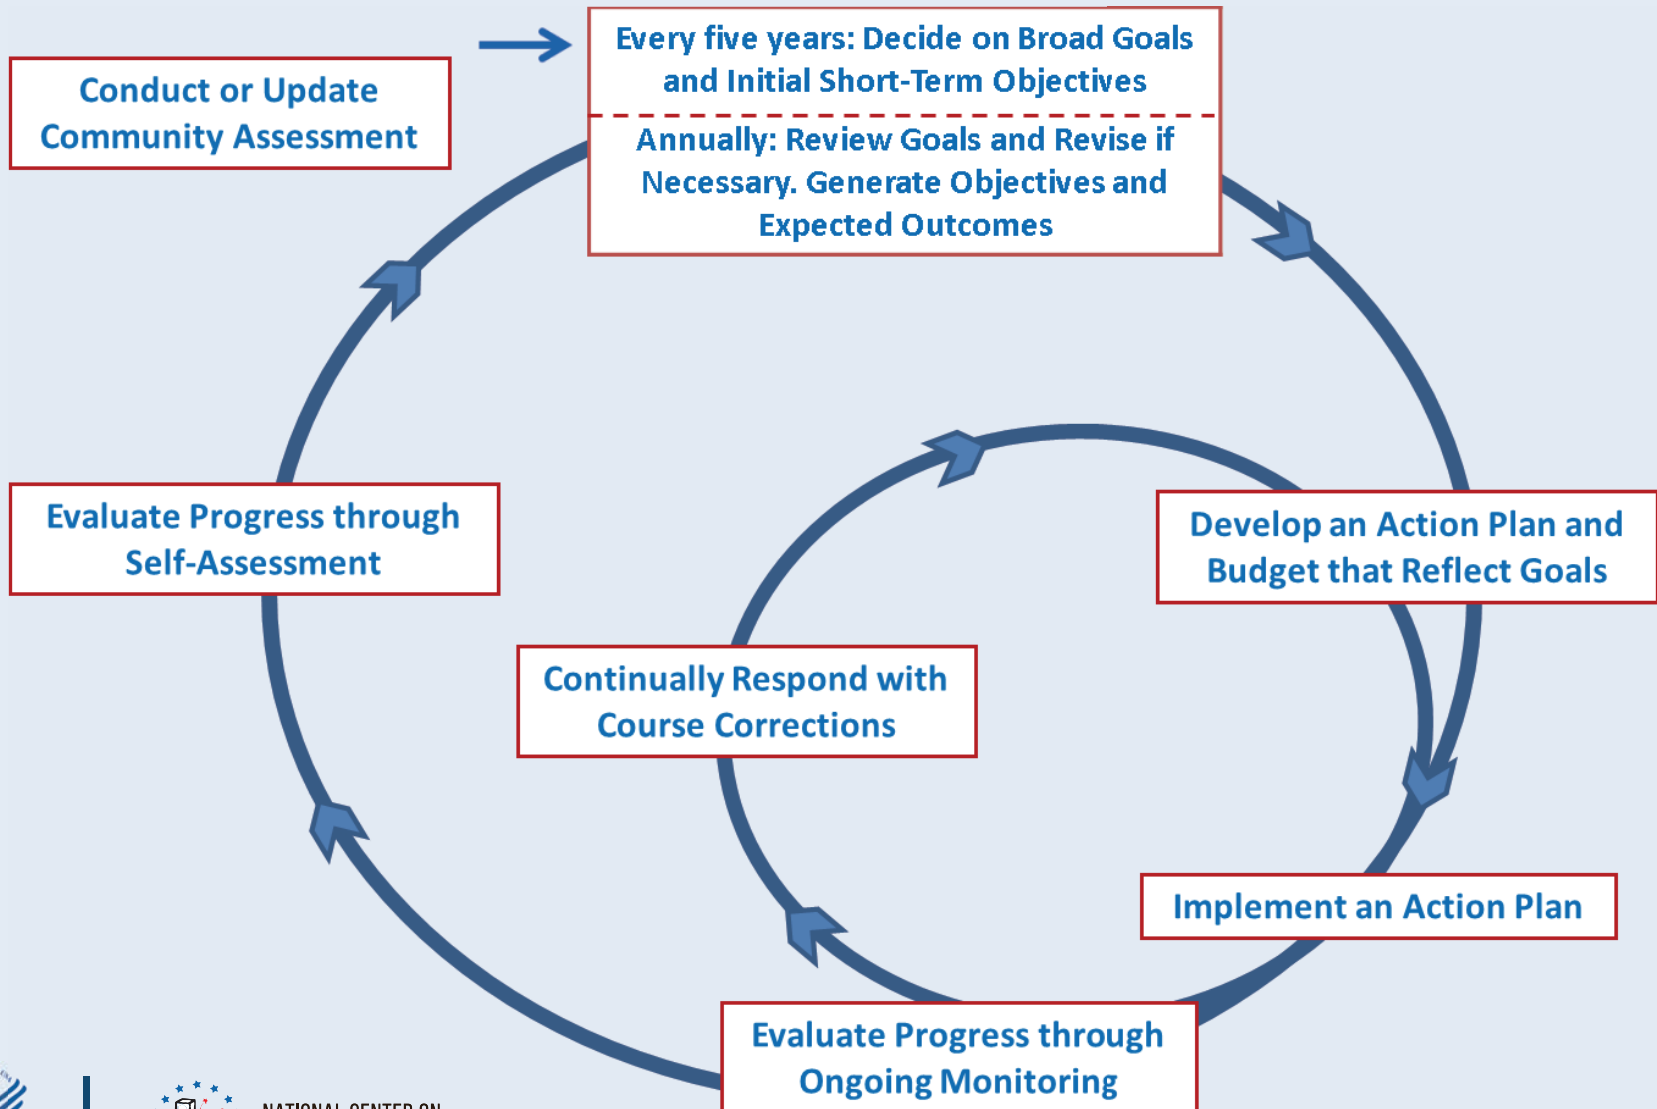 Conduct or Update
Community Assessment
Every five years: Decide on Broad Goals
and Initial Short-Term Objectives
Annually: Review Goals and Revise if
Necessary. Generate Objectives and
Expected Outcomes
Develop an Action Plan and
Budget that Reflect Goals
Implement an Action Plan
Evaluate Progress through
Ongoing Monitoring
Continually Respond with
Course Corrections
Evaluate Progress through
Self-Assessment
NATIONAL CENTER ON